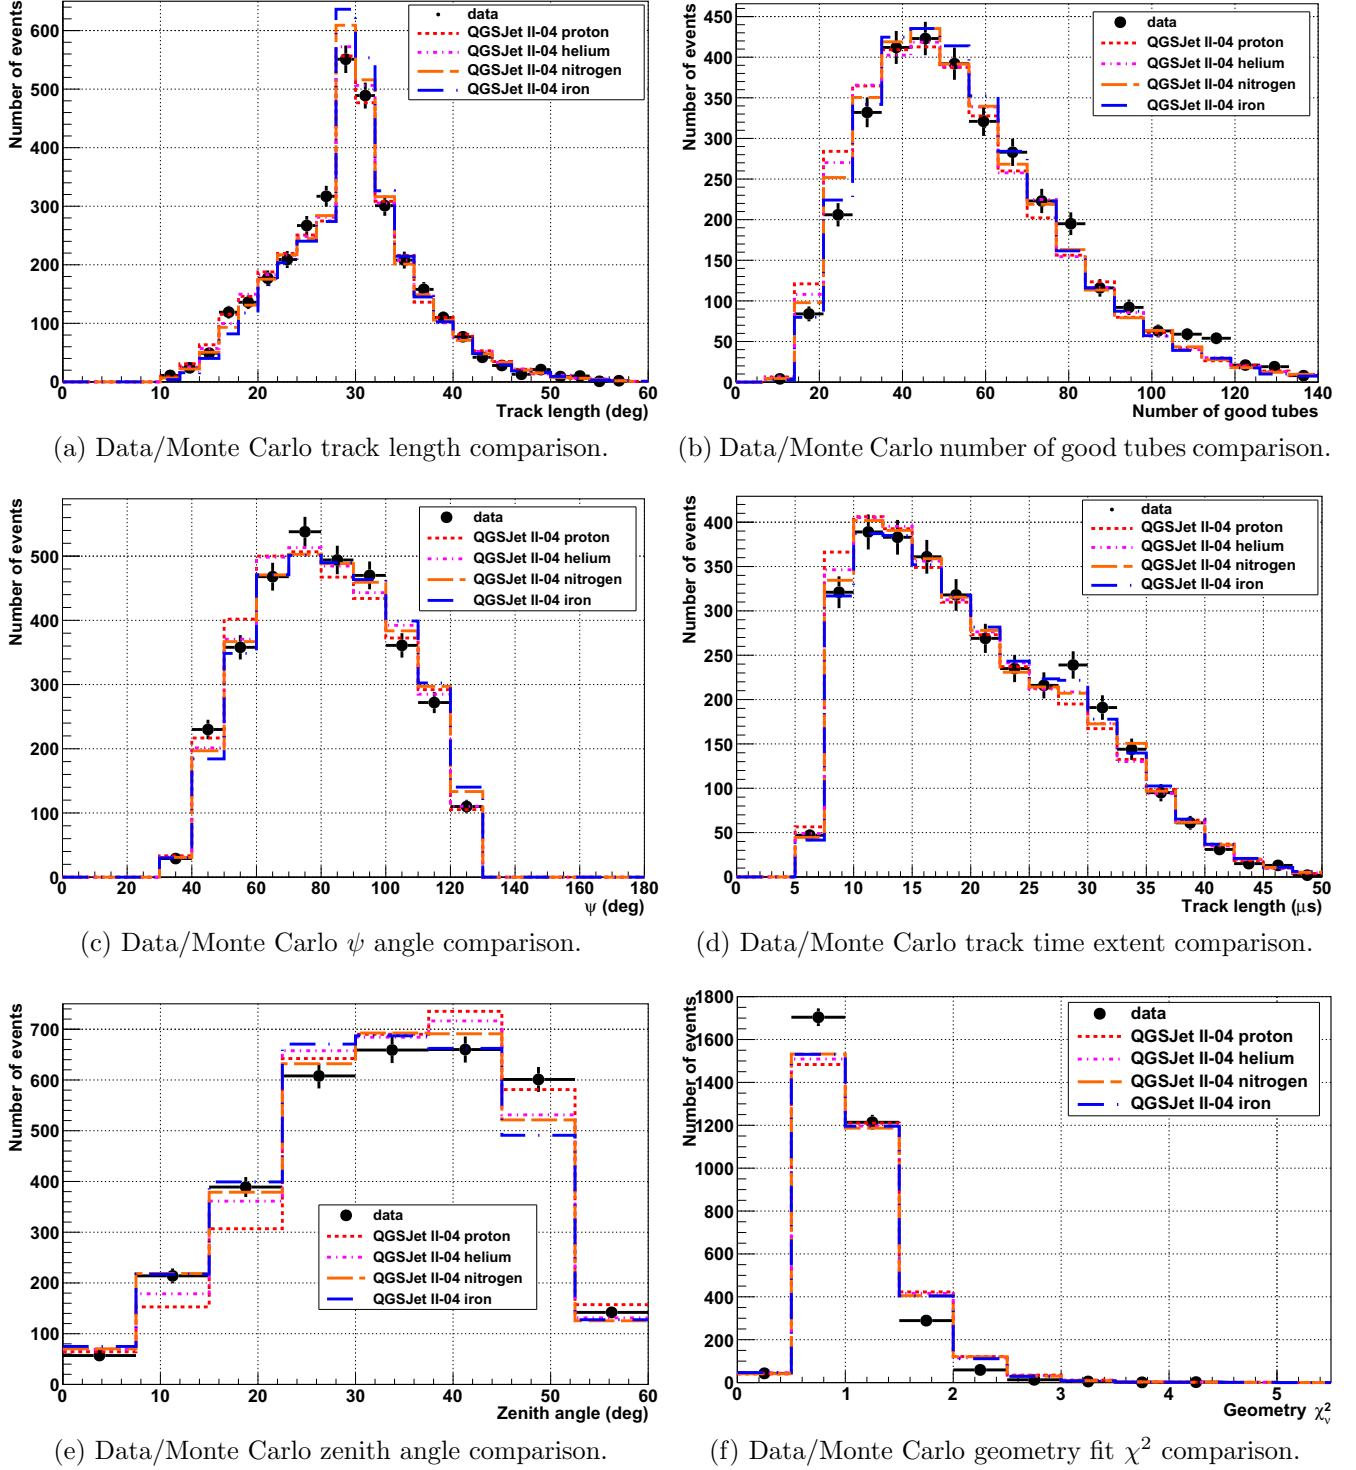 Number of events
600
500
400
300
200
100
0
0 10 20 30 40 50 60
Track length (deg)
data
QGSJet II-04 proton
QGSJet II-04 helium
QGSJet II-04 nitrogen
QGSJet II-04 iron
(a) Data/Monte Carlo track length comparison.
Number of events
450
400
350
300
250
200
150
100
50
0
0 20 40 60 80 100 120 140
Number of good tubes
data
QGSJet II-04 proton
QGSJet II-04 helium
QGSJet II-04 nitrogen
QGSJet II-04 iron
(b) Data/Monte Carlo number of good tubes comparison.
Number of events
500
400
300
200
100
0
0 20 40 60 80 100 120 140 160 180
ψ (deg)
data
QGSJet II-04 proton
QGSJet II-04 helium
QGSJet II-04 nitrogen
QGSJet II-04 iron
(c) Data/Monte Carlo ψ angle comparison.
Number of events
400
350
300
250
200
150
100
50
0
0 5 10 15 20 25 30 35 40 45 50
Track length (μs)
data
QGSJet II-04 proton
QGSJet II-04 helium
QGSJet II-04 nitrogen
QGSJet II-04 iron
(d) Data/Monte Carlo track time extent comparison.
Number of events
700
600
500
400
300
200
100
0
0 10 20 30 40 50 60
Zenith angle (deg)
data
QGSJet II-04 proton
QGSJet II-04 helium
QGSJet II-04 nitrogen
QGSJet II-04 iron
(e) Data/Monte Carlo zenith angle comparison.
Number of events
1800
1600
1400
1200
1000
800
600
400
200
0
0 1 2 3 4 5
Geometry χ²ᵥ
data
QGSJet II-04 proton
QGSJet II-04 helium
QGSJet II-04 nitrogen
QGSJet II-04 iron
(f) Data/Monte Carlo geometry fit χ² comparison.